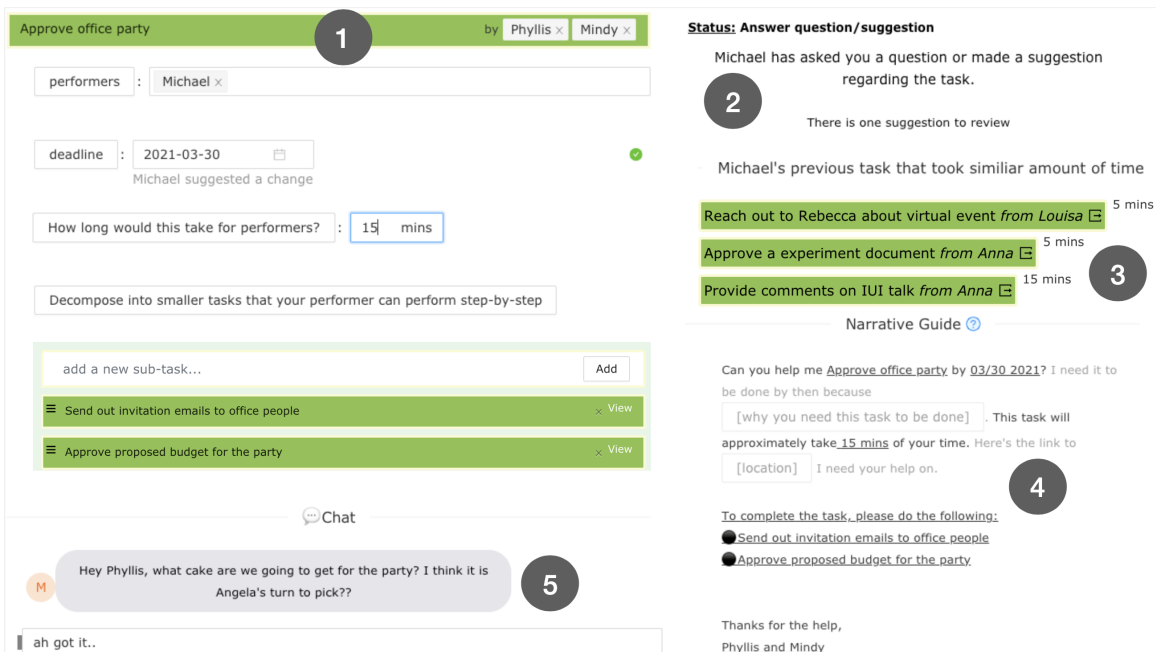 Approve office party
by Phyllis × Mindy ×
1
performers : Michael ×
deadline : 2021-03-30
Michael suggested a change
How long would this take for performers? : 15 mins
Decompose into smaller tasks that your performer can perform step-by-step
add a new sub-task... Add
Send out invitation emails to office people × View
Approve proposed budget for the party × View
Chat
M
Hey Phyllis, what cake are we going to get for the party? I think it is
Angela's turn to pick??
5
ah got it..
Status: Answer question/suggestion
Michael has asked you a question or made a suggestion
regarding the task.
2
There is one suggestion to review
Michael's previous task that took similiar amount of time
Reach out to Rebecca about virtual event from Louisa 5 mins
Approve a experiment document from Anna 5 mins
Provide comments on IUI talk from Anna 15 mins
3
Narrative Guide ?
Can you help me Approve office party by 03/30 2021? I need it to
be done by then because
[why you need this task to be done] . This task will
approximately take 15 mins of your time. Here's the link to
[location] I need your help on.
4
To complete the task, please do the following:
Send out invitation emails to office people
Approve proposed budget for the party
Thanks for the help,
Phyllis and Mindy